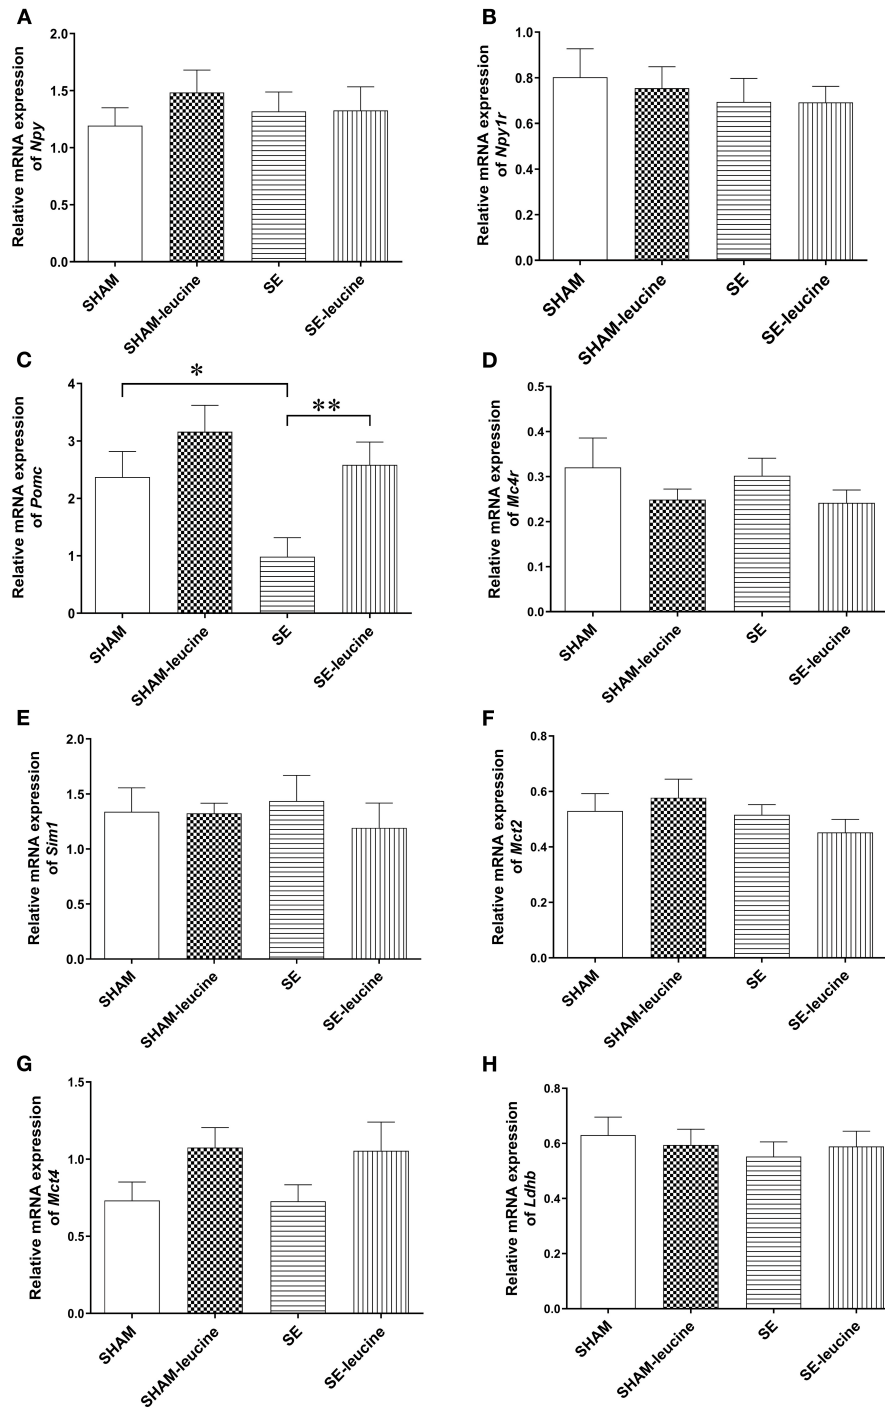 A
Relative mRNA expression
of Npy
2.0
1.5
1.0
0.5
0.0
SHAM
SHAM-leucine
SE
SE-leucine
B
Relative mRNA expression
of Npy1r
1.0
0.8
0.6
0.4
0.2
0.0
SHAM
SHAM-leucine
SE
SE-leucine
C
Relative mRNA expression
of Pomc
4
3
2
1
0
*
**
SHAM
SHAM-leucine
SE
SE-leucine
D
Relative mRNA expression
of Mc4r
0.5
0.4
0.3
0.2
0.1
0.0
SHAM
SHAM-leucine
SE
SE-leucine
E
Relative mRNA expression
of Sim1
2.0
1.5
1.0
0.5
0.0
SHAM
SHAM-leucine
SE
SE-leucine
F
Relative mRNA expression
of Mct2
0.8
0.6
0.4
0.2
0.0
SHAM
SHAM-leucine
SE
SE-leucine
G
Relative mRNA expression
of Mct4
1.5
1.0
0.5
0.0
SHAM
SHAM-leucine
SE
SE-leucine
H
Relative mRNA expression
of Ldhb
0.8
0.6
0.4
0.2
0.0
SHAM
SHAM-leucine
SE
SE-leucine